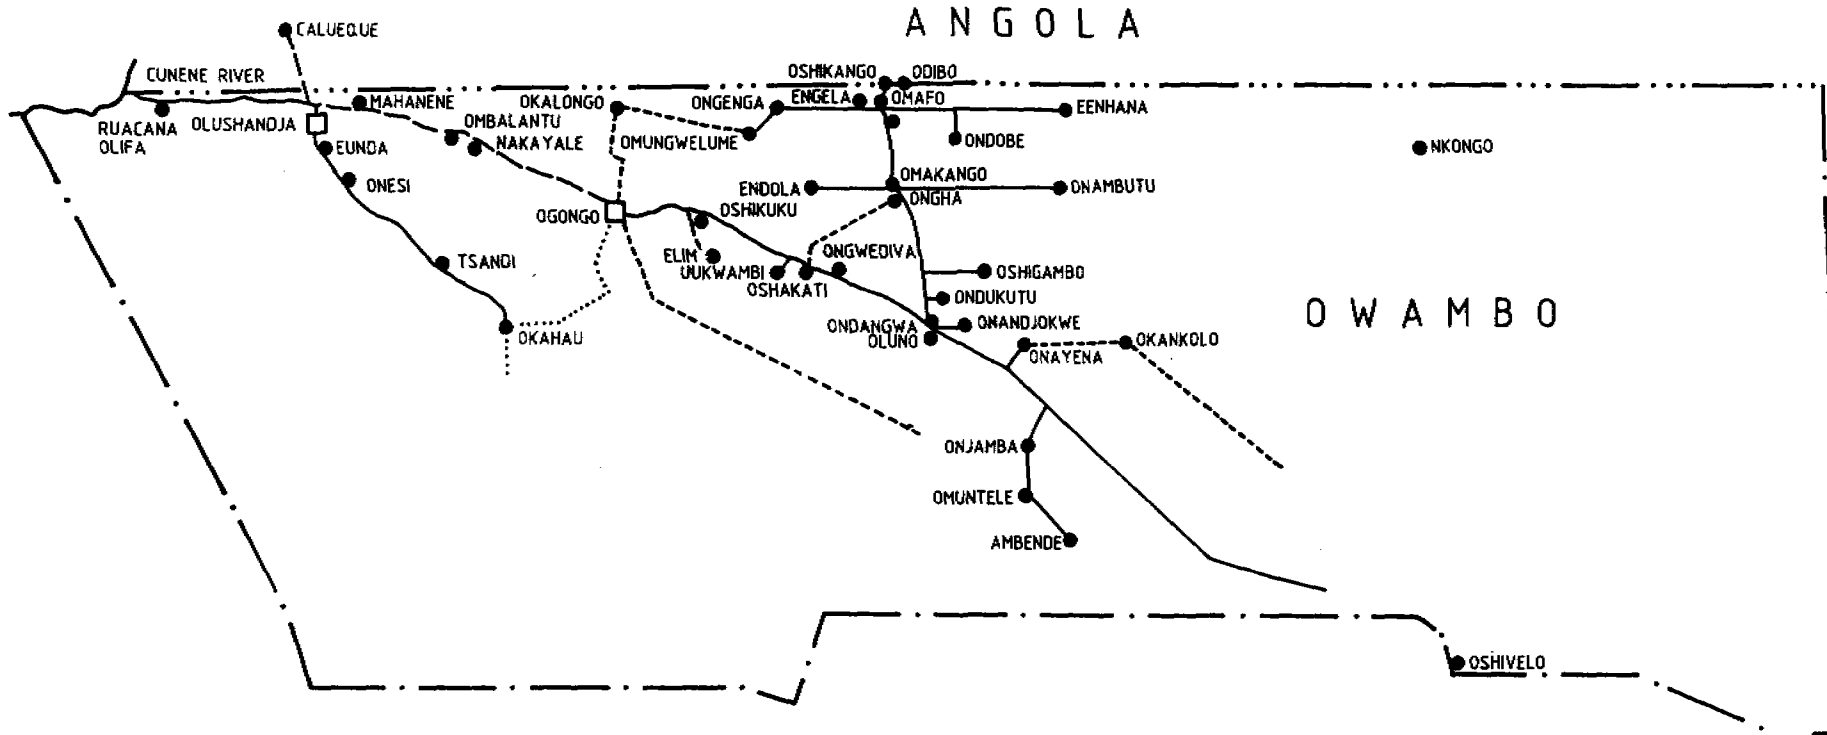 ANGOLA
CALUEQUE
CUNENE RIVER
OSHIKANGO
ODIBO
MAHANENE
OKALONGO
ONGENGA
ENGELA
OMAFO
EENHANA
RUACANA
OLIFA
OLUSHANDJA
OMBALANTU
NAKAYALE
OMUNGWELUME
ONDOBE
NKONGO
EUNDA
ONESI
ENDOLA
OMAKANGO
ONGHA
ONAMBUTU
OGONGO
OSHIKUKU
TSANDI
ELIM
UUKWAMBI
OSHAKATI
ONGWEDIVA
OSHIGAMBO
ONDUKUTU
OWAMBO
OKAHAU
ONDANGWA
OLUNO
ONANDJOKWE
ONAYENA
OKANKOLO
ONJAMBA
OMUNTELE
AMBENDE
OSHIVELO